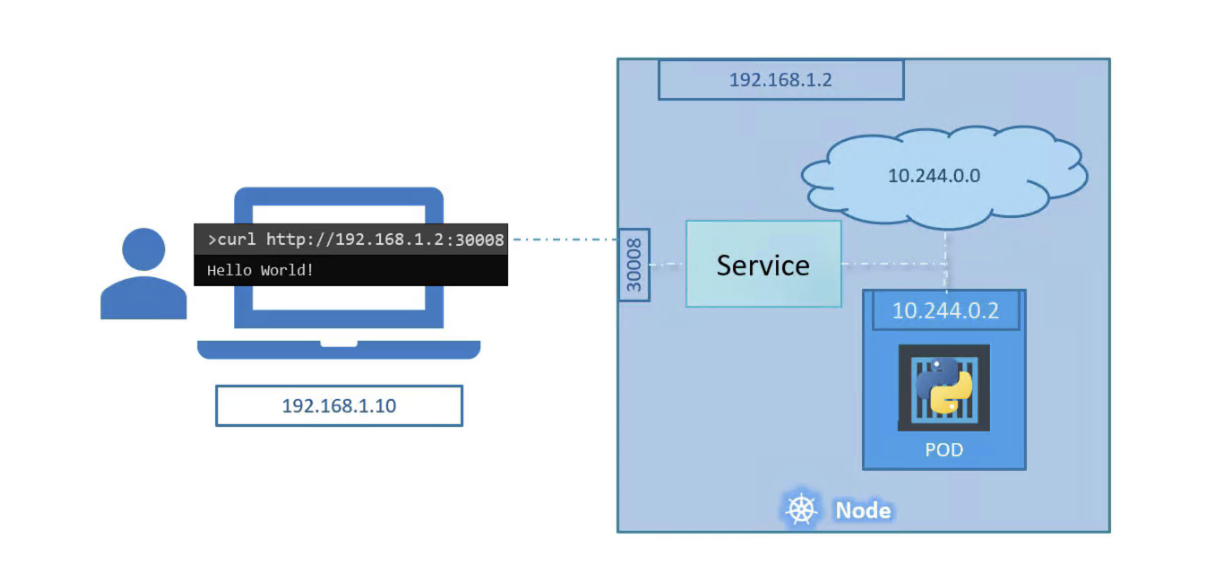 192.168.1.2
10.244.0.0
>curl http://192.168.1.2:30008
Hello World!
30008
Service
10.244.0.2
POD
192.168.1.10
Node